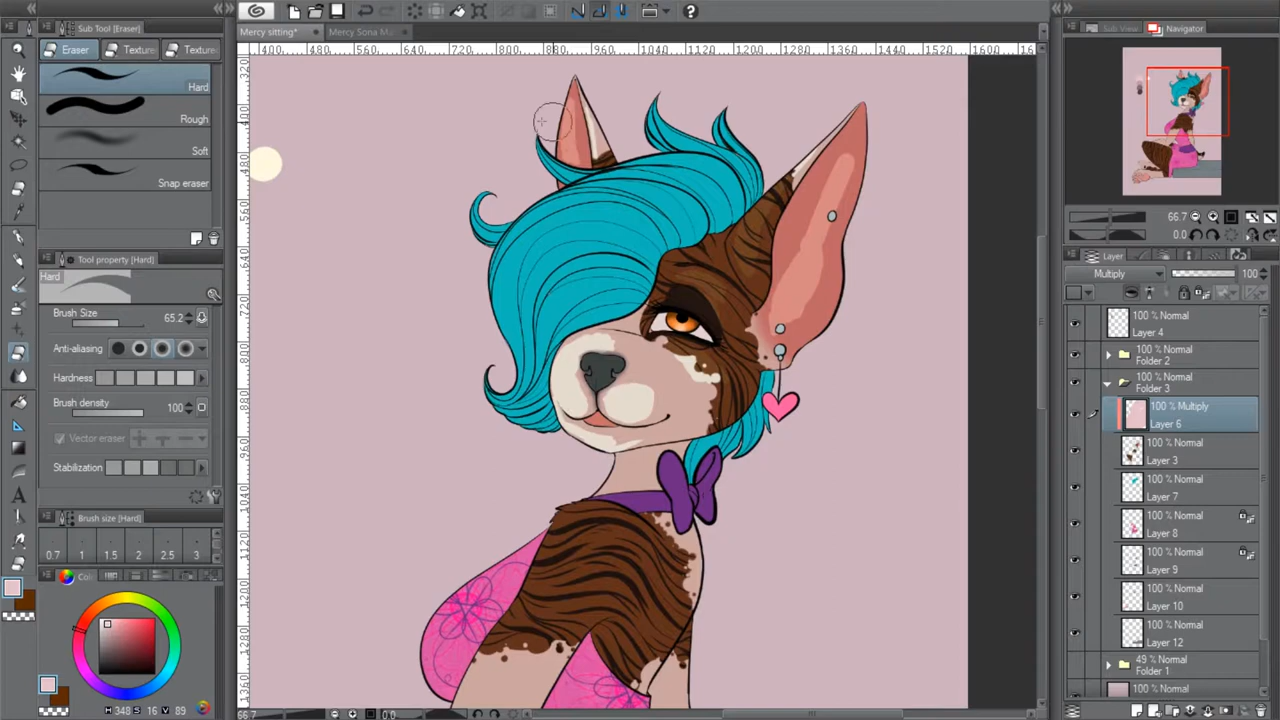 Sub Tool [Eraser]
Eraser
Texture
Texture
Hard
Rough
Soft
Snap eraser
Tool property [Hard]
Hard
Brush Size
65.2
Anti-aliasing
Hardness
Brush density
100
Vector eraser
Stabilization
Brush size [Hard]
0.7
1
1.5
2
2.5
3
H 348 S 16 V 89
Mercy sitting*
Mercy Sona M
400
480
560
640
720
800
880
960
1040
1120
1200
1280
1360
1440
1520
1600
66.7
0.0
Sub View
Navigator
66.7
0.0
Layer
Multiply
100
100 % Normal
Layer 4
100 % Normal
Folder 2
100 % Normal
Folder 3
100 % Multiply
Layer 6
100 % Normal
Layer 3
100 % Normal
Layer 7
100 % Normal
Layer 8
100 % Normal
Layer 9
100 % Normal
Layer 10
100 % Normal
Layer 12
49 % Normal
Folder 1
100 % Normal